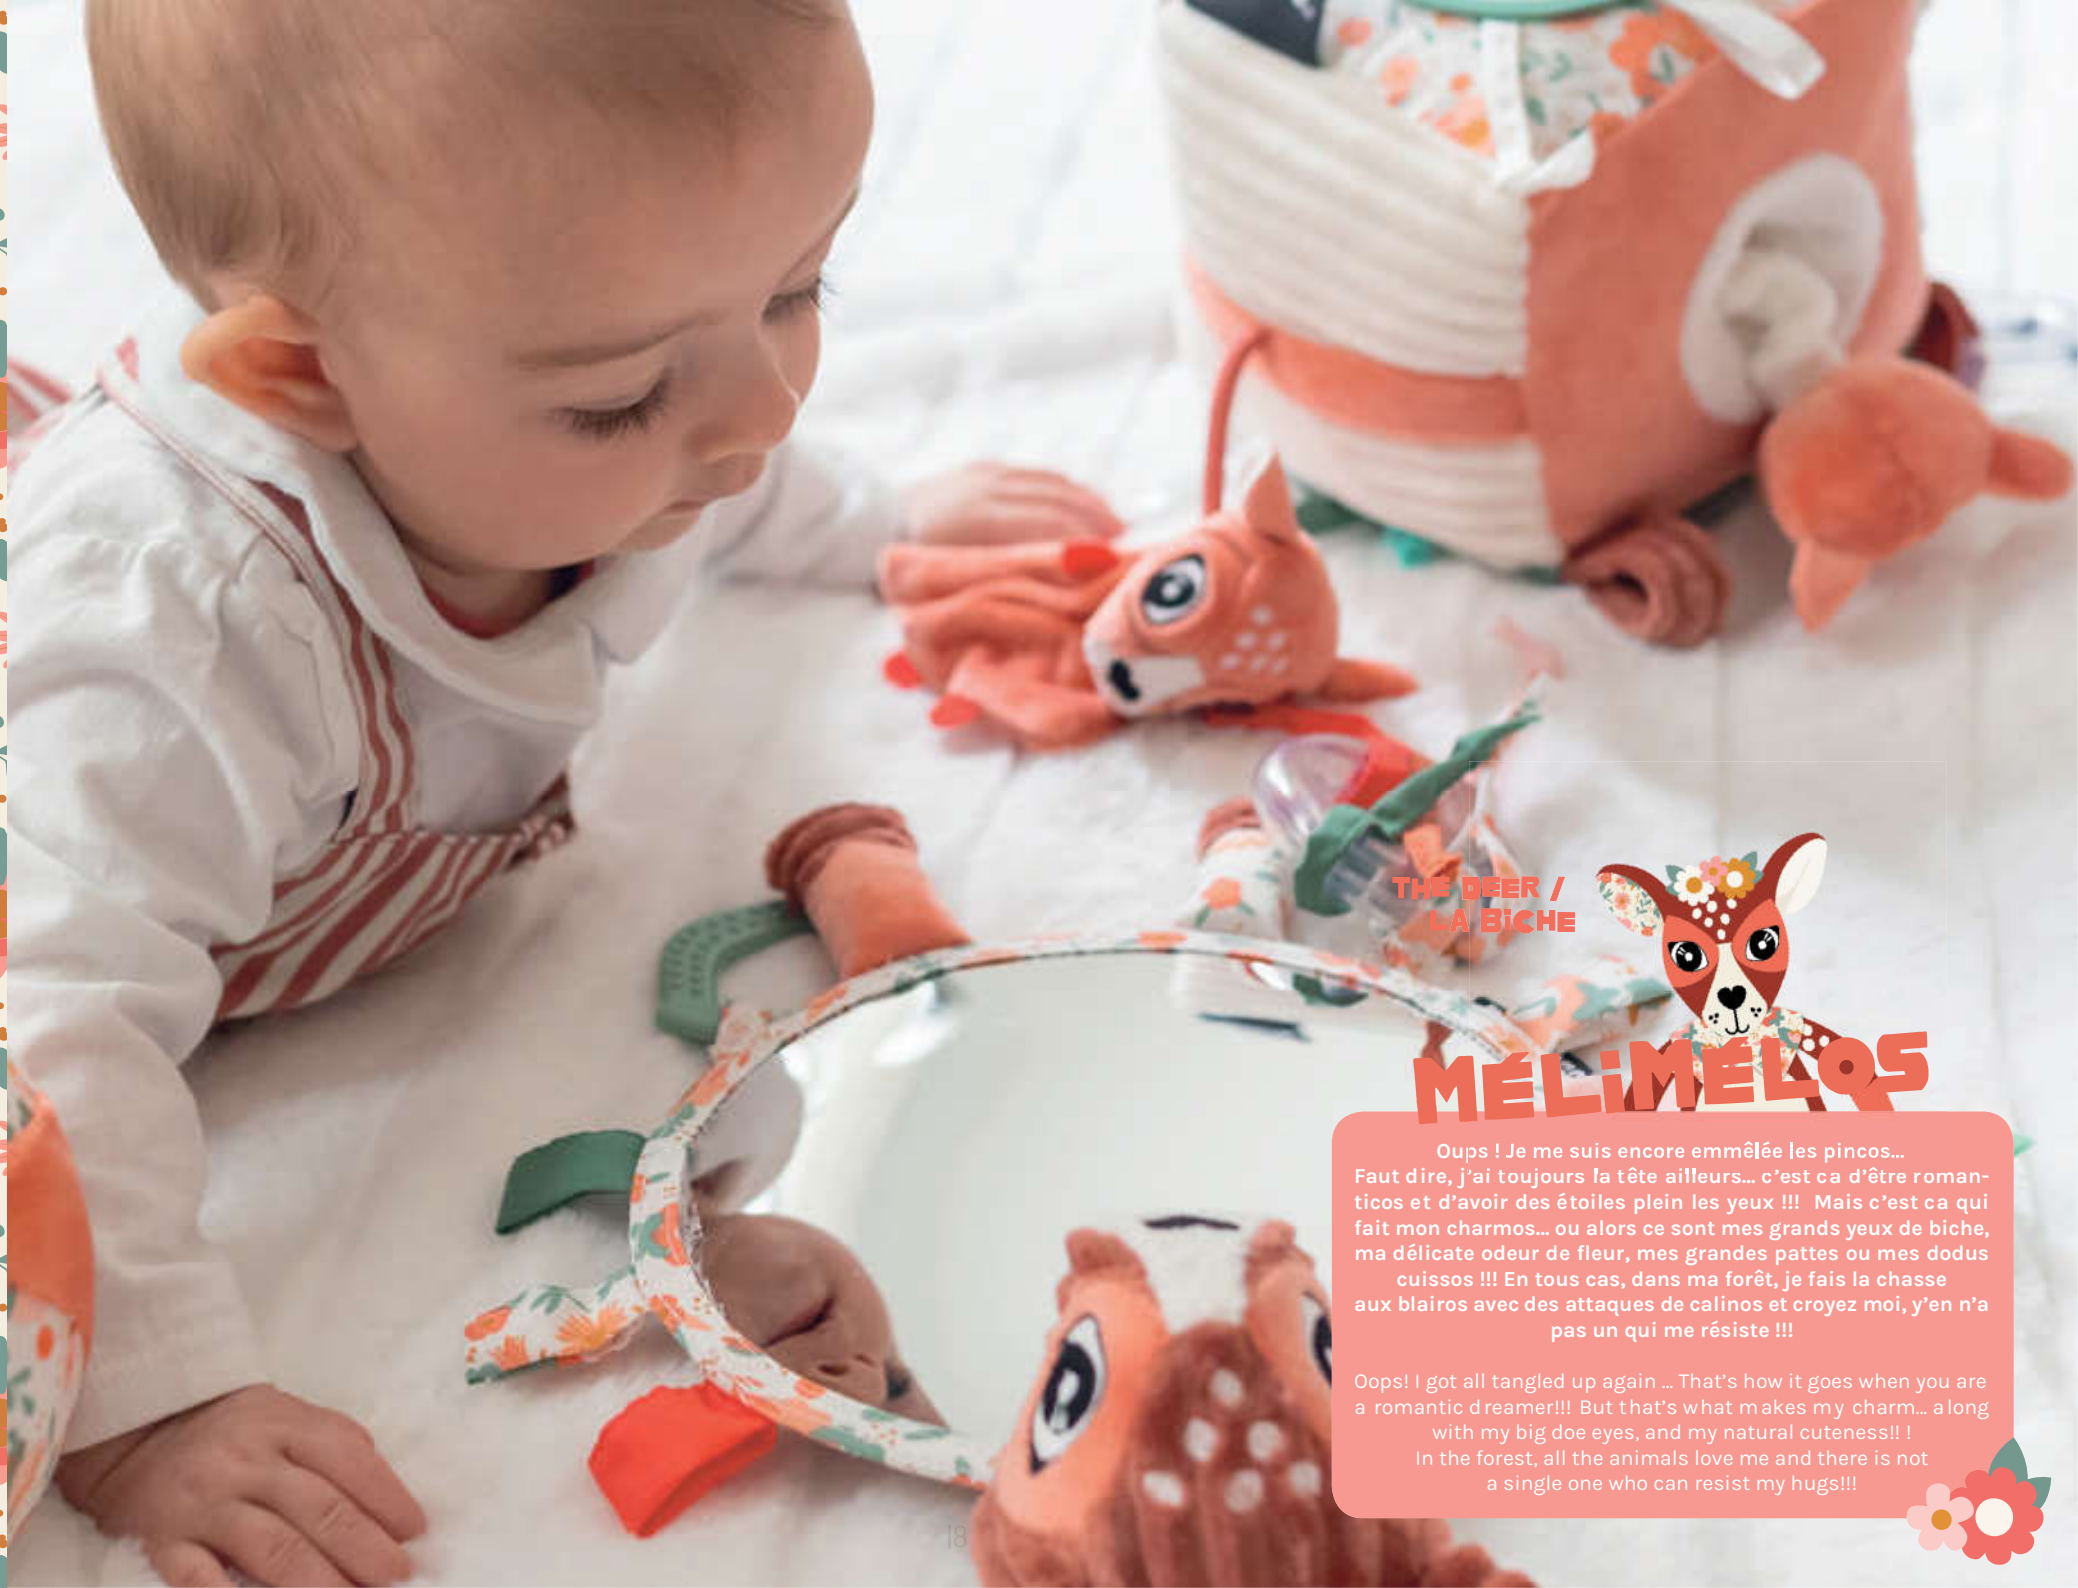 THE DEER /
LA BiCHE
MÉLiMÉLOS
Oups ! Je me suis encore emmêlée les pincos...
Faut dire, j'ai toujours la tête ailleurs... c'est ca d'être roman-
ticos et d'avoir des étoiles plein les yeux !!! Mais c'est ca qui
fait mon charmos... ou alors ce sont mes grands yeux de biche,
ma délicate odeur de fleur, mes grandes pattes ou mes dodus
cuissos !!! En tous cas, dans ma forêt, je fais la chasse
aux blairos avec des attaques de calinos et croyez moi, y'en n'a
pas un qui me résiste !!!
Oops! I got all tangled up again ... That's how it goes when you are
a romantic dreamer!!! But that's what makes my charm... along
with my big doe eyes, and my natural cuteness!! !
In the forest, all the animals love me and there is not
a single one who can resist my hugs!!!
|8